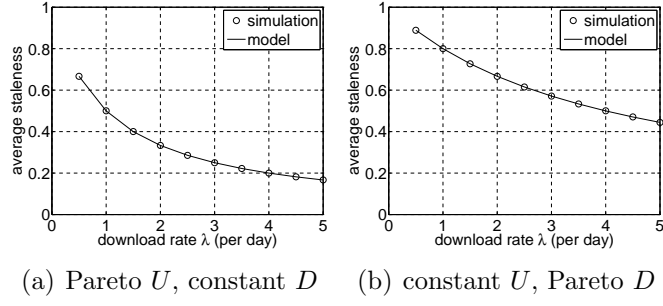 1
0.8
0.6
0.4
0.2
0
average staleness
simulation
model
0 1 2 3 4 5
download rate λ (per day)
(a) Pareto U, constant D
1
0.8
0.6
0.4
0.2
0
average staleness
simulation
model
0 1 2 3 4 5
download rate λ (per day)
(b) constant U, Pareto D